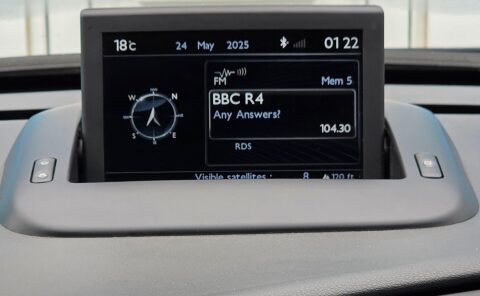 18°c 24 May 2025 01 22
FM Mem 5
BBC R4
Any Answers?
104.30
RDS
W N
S E
Visible satellites : 8 120 ft